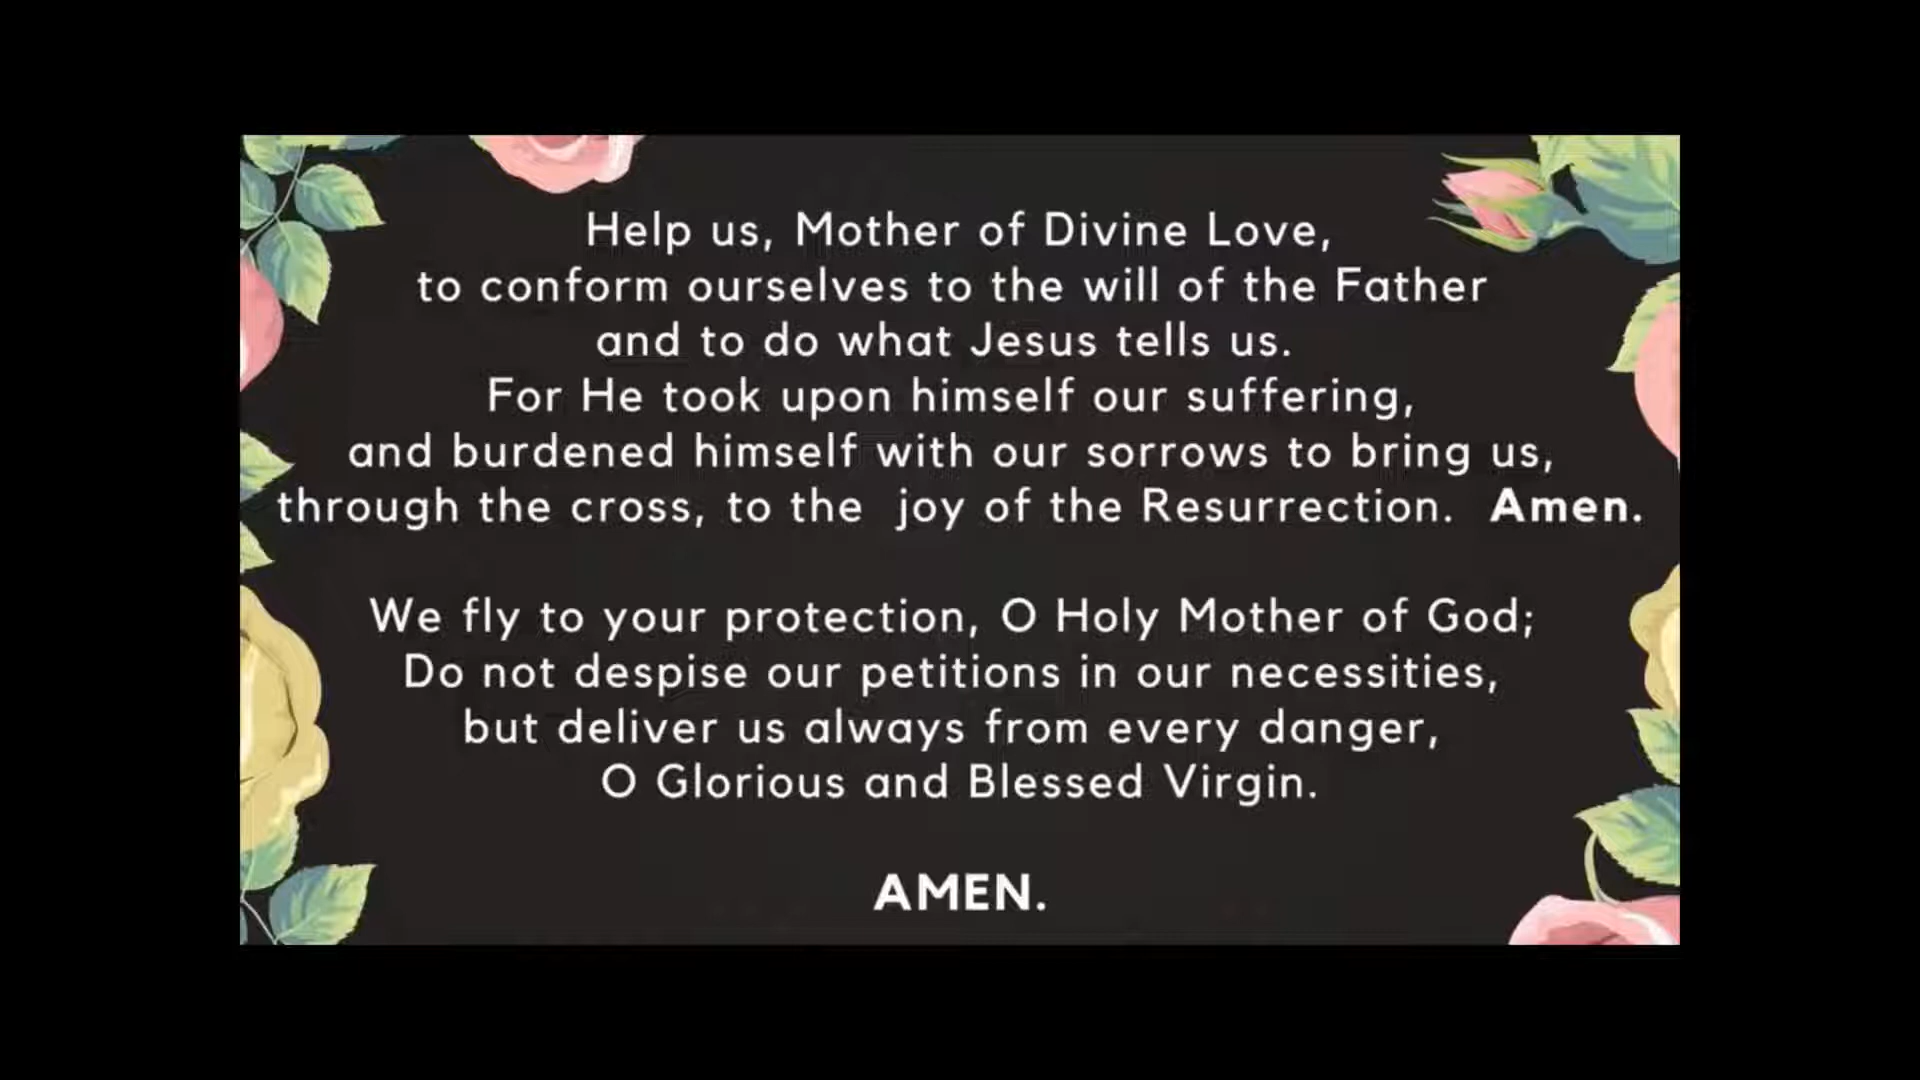 Help us, Mother of Divine Love,
to conform ourselves to the will of the Father
and to do what Jesus tells us.
For He took upon himself our suffering,
and burdened himself with our sorrows to bring us,
through the cross, to the joy of the Resurrection. Amen.
We fly to your protection, O Holy Mother of God;
Do not despise our petitions in our necessities,
but deliver us always from every danger,
O Glorious and Blessed Virgin.
AMEN.